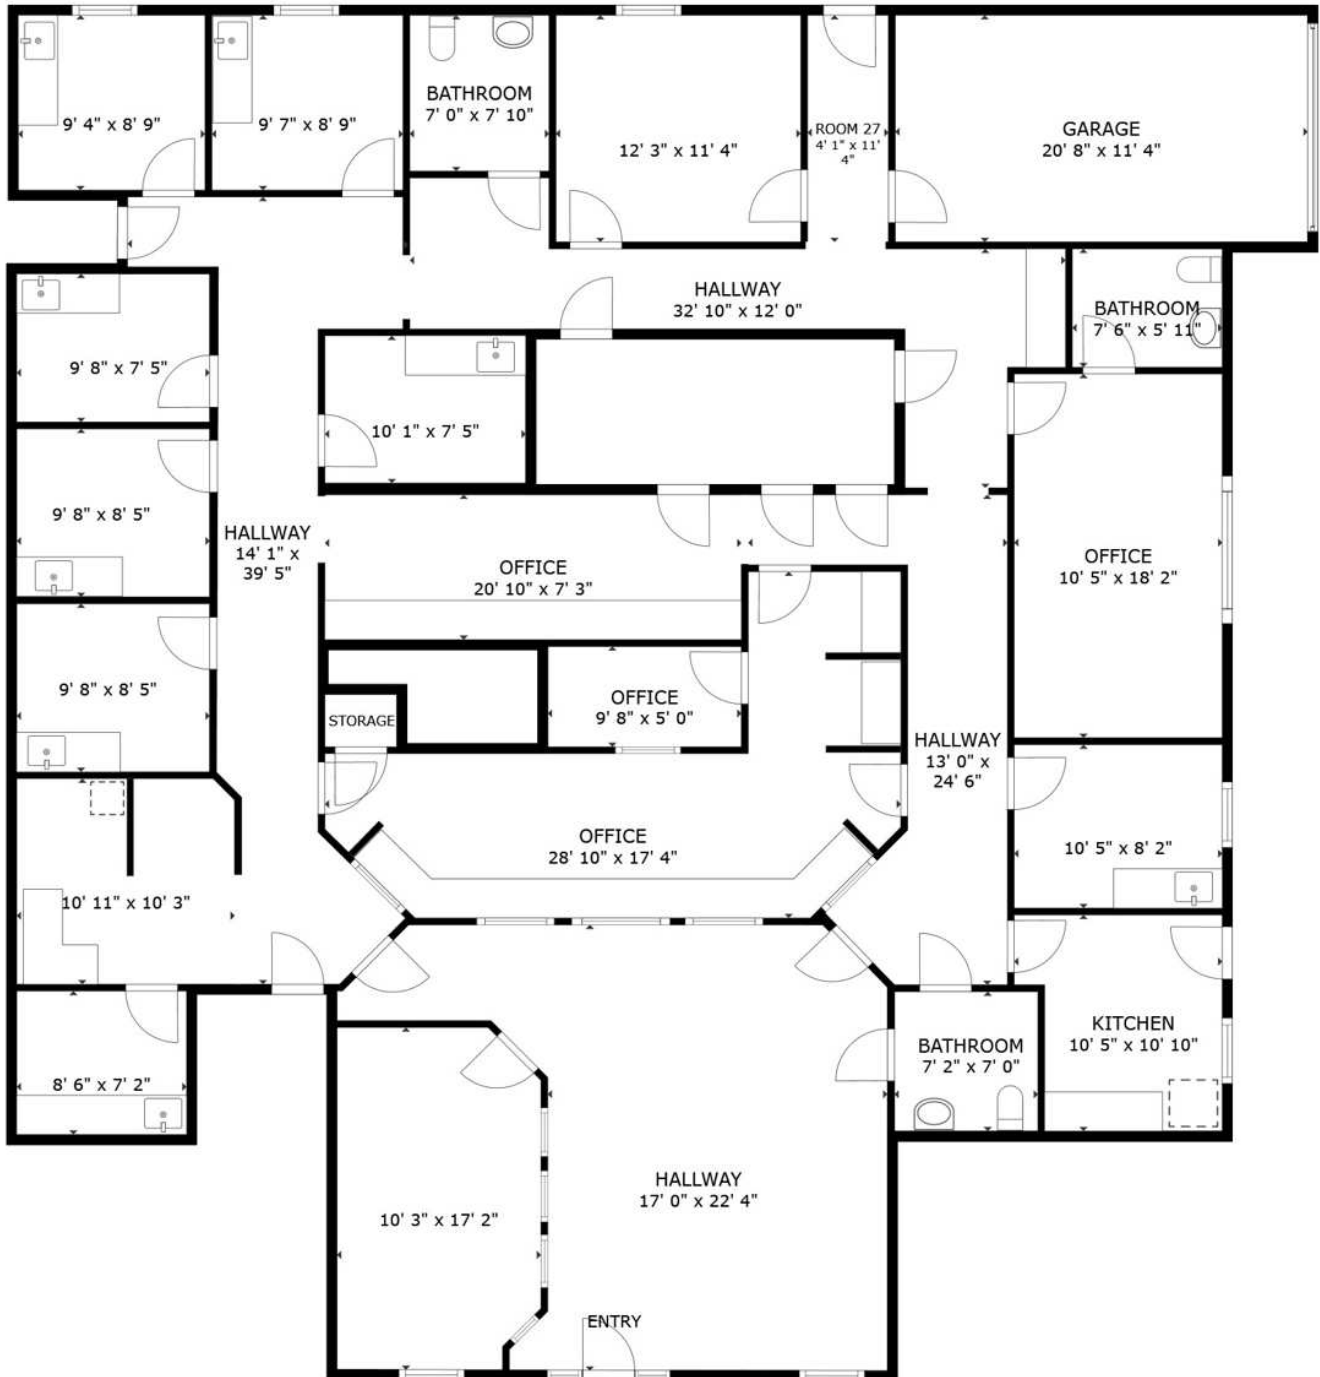 BATHROOM
7' 0" x 7' 10"
9' 4" x 8' 9"
9' 7" x 8' 9"
12' 3" x 11' 4"
ROOM 27
4' 1" x 11'
4"
GARAGE
20' 8" x 11' 4"
HALLWAY
32' 10" x 12' 0"
BATHROOM
7' 6" x 5' 11"
9' 8" x 7' 5"
10' 1" x 7' 5"
9' 8" x 8' 5"
HALLWAY
14' 1" x
39' 5"
OFFICE
20' 10" x 7' 3"
OFFICE
10' 5" x 18' 2"
9' 8" x 8' 5"
STORAGE
OFFICE
9' 8" x 5' 0"
HALLWAY
13' 0" x
24' 6"
OFFICE
28' 10" x 17' 4"
10' 5" x 8' 2"
10' 11" x 10' 3"
8' 6" x 7' 2"
BATHROOM
7' 2" x 7' 0"
KITCHEN
10' 5" x 10' 10"
HALLWAY
17' 0" x 22' 4"
10' 3" x 17' 2"
ENTRY